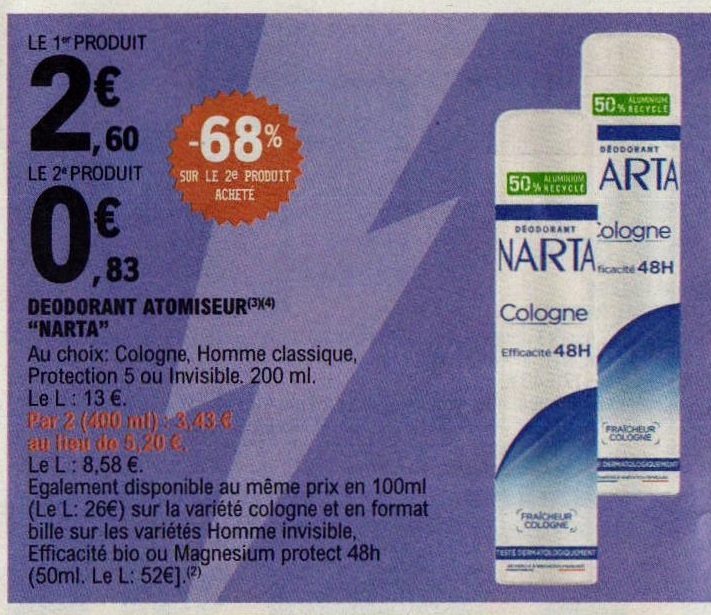 LE 1er PRODUIT
2€,60
-68%
SUR LE 2e PRODUIT
ACHETÉ
LE 2e PRODUIT
0€,83
DEODORANT ATOMISEUR(3)(4)
“NARTA”
Au choix: Cologne, Homme classique,
Protection 5 ou Invisible. 200 ml.
Le L : 13 €.
Par 2 (400 ml) : 3,43 €
au lieu de 5,20 €.
Le L : 8,58 €.
Egalement disponible au même prix en 100ml
(Le L: 26€) sur la variété cologne et en format
bille sur les variétés Homme invisible,
Efficacité bio ou Magnesium protect 48h
(50ml. Le L: 52€].(2)
50% ALUMINIUM RECYCLÉ
DÉODORANT
NARTA
Cologne
Efficacité 48H
FRAÎCHEUR
COLOGNE
TESTÉ DERMATOLOGIQUEMENT
50% ALUMINIUM RECYCLÉ
DÉODORANT
ARTA
ologne
ficacité 48H
FRAÎCHEUR
COLOGNE
DERMATOLOGIQUEMENT